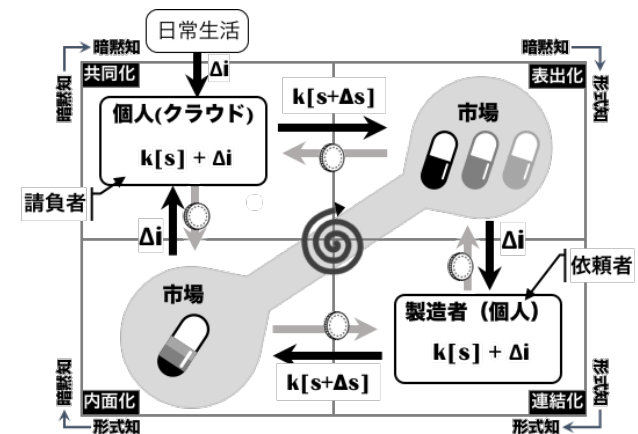 日常生活
暗黙知
暗黙知
共同化
Δi
表出化
暗黙知
形式知
k[s+Δs]
市場
個人(クラウド)
k[s] + Δi
請負者
Δi
Δi
依頼者
市場
製造者（個人）
k[s] + Δi
k[s+Δs]
暗黙知
形式知
内面化
連結化
形式知
形式知